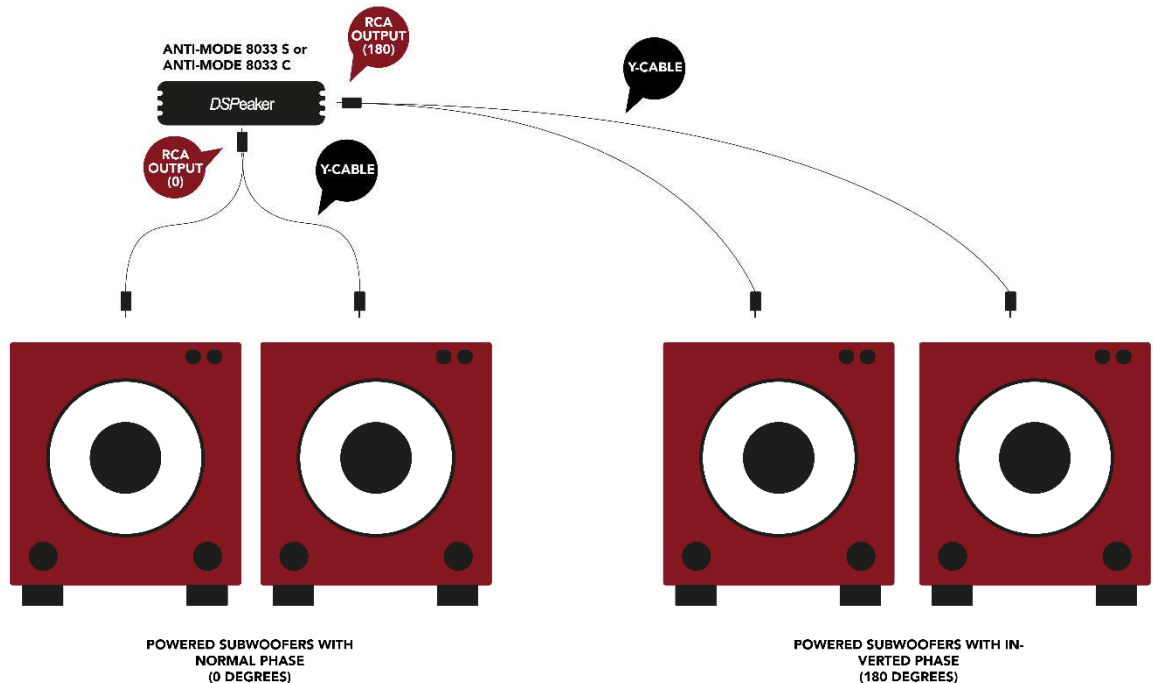 ANTI-MODE 8033 S or
ANTI-MODE 8033 C
DSPeaker
RCA
OUTPUT
(180)
Y-CABLE
RCA
OUTPUT
(0)
Y-CABLE
POWERED SUBWOOFERS WITH
NORMAL PHASE
(0 DEGREES)
POWERED SUBWOOFERS WITH IN-
VERTED PHASE
(180 DEGREES)